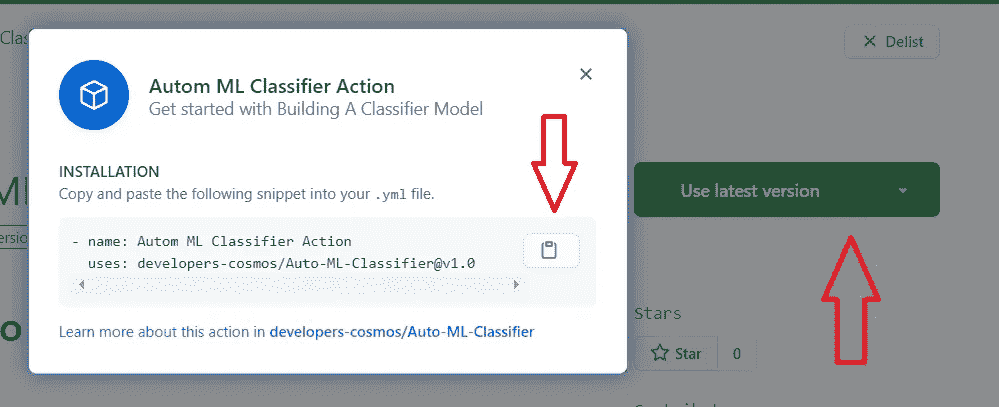 Clas
Delist
Autom ML Classifier Action
Get started with Building A Classifier Model
INSTALLATION
Copy and paste the following snippet into your .yml file.
Use latest version
- name: Autom ML Classifier Action
uses: developers-cosmos/Auto-ML-Classifier@v1.0
Learn more about this action in developers-cosmos/Auto-ML-Classifier
Stars
Star 0